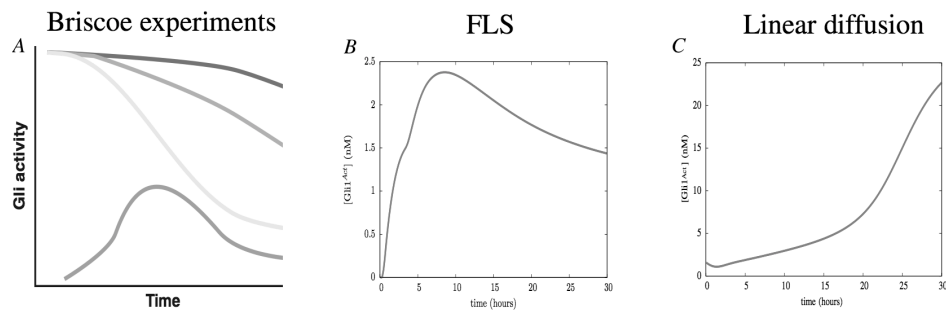 Briscoe experiments
FLS
Linear diffusion
A
B
C
Gli activity
Time
[Gli1^Act] (nM)
2.5
2
1.5
1
0.5
0
0 5 10 15 20 25 30
time (hours)
[Gli1Act] (nM)
25
20
15
10
5
0
0 5 10 15 20 25 30
time (hours)